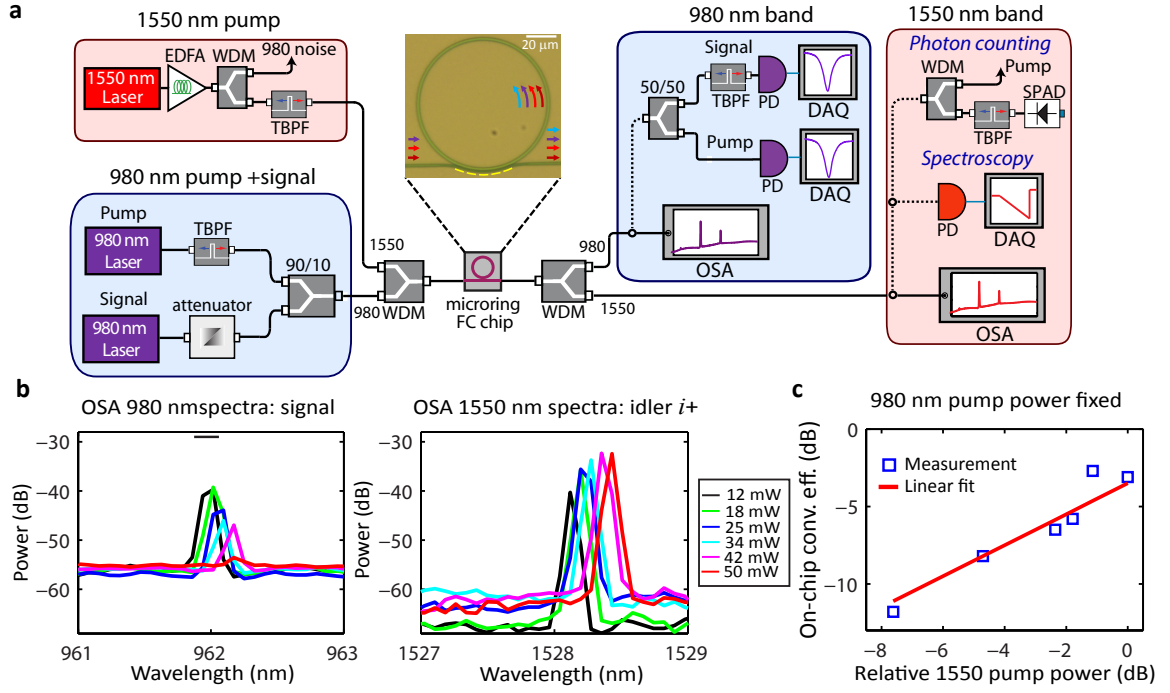 a
1550 nm pump
EDFA
WDM
980 noise
1550 nm
Laser
TBPF
20 µm
980 nm band
Signal
50/50
TBPF
PD
DAQ
Pump
PD
DAQ
OSA
1550 nm band
Photon counting
WDM
Pump
SPAD
TBPF
Spectroscopy
PD
DAQ
OSA
980 nm pump +signal
Pump
TBPF
980 nm
Laser
90/10
Signal
attenuator
980 nm
Laser
1550
980
WDM
microring
FC chip
980
WDM
1550
b
OSA 980 nmspectra: signal
Power (dB)
−30
−40
−50
−60
961
962
963
Wavelength (nm)
OSA 1550 nm spectra: idler i+
Power (dB)
−30
−40
−50
−60
1527
1528
1529
Wavelength (nm)
12 mW
18 mW
25 mW
34 mW
42 mW
50 mW
c
980 nm pump power fixed
On-chip conv. eff. (dB)
0
−5
−10
Measurement
Linear fit
−8
−6
−4
−2
0
Relative 1550 pump power (dB)